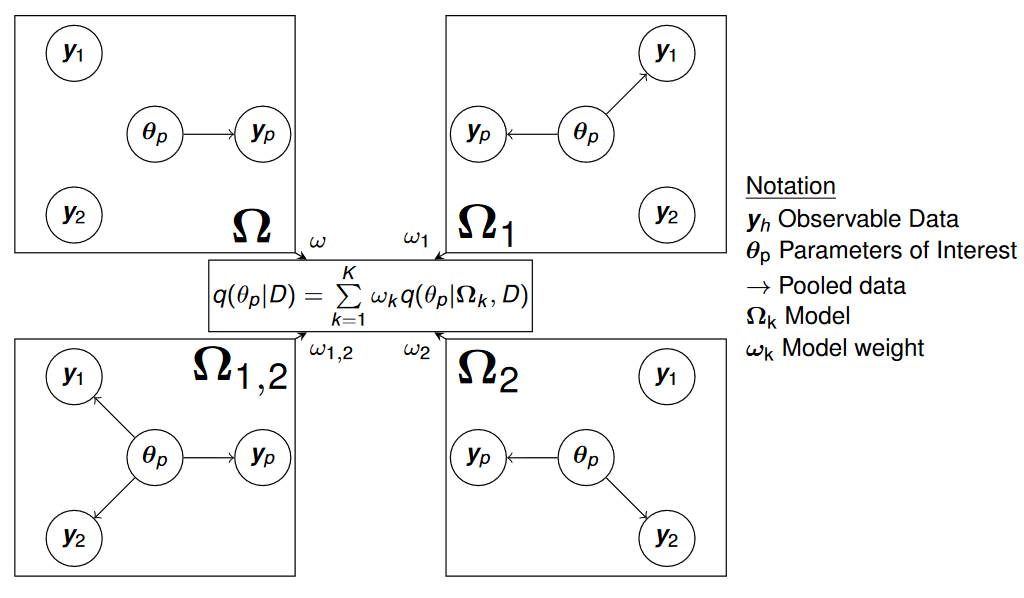 y₁
θₚ
yₚ
y₂
Ω
ω
y₁
yₚ
θₚ
y₂
Ω₁
ω₁
q(θₚ|D) = ∑ₖ₌₁ᴷ ωₖq(θₚ|Ωₖ, D)
Ω₁,₂
ω₁,₂
y₁
θₚ
yₚ
y₂
ω₂
Ω₂
y₁
yₚ
θₚ
y₂
Notation
yₕ Observable Data
θₚ Parameters of Interest
→ Pooled data
Ωₖ Model
ωₖ Model weight